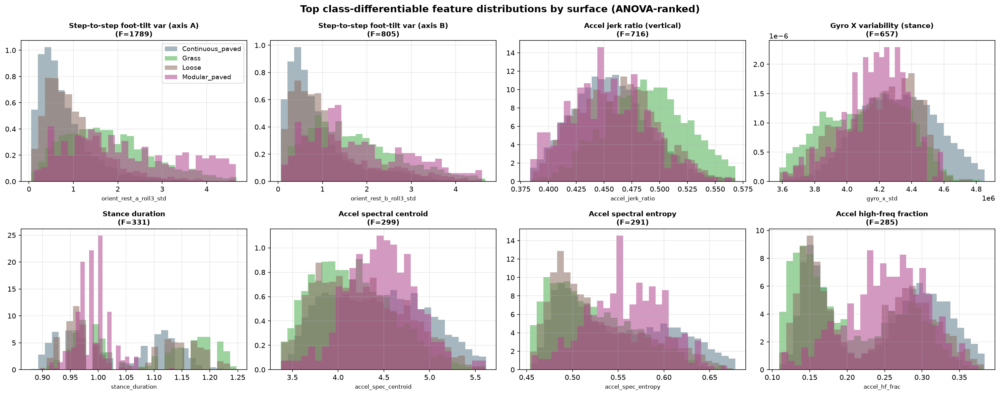 Top class-differentiable feature distributions by surface (ANOVA-ranked)
Step-to-step foot-tilt var (axis A)
(F=1789)
1.0
0.8
0.6
0.4
0.2
0.0
Continuous_paved
Grass
Loose
Modular_paved
0 1 2 3 4
orient_rest_a_roll3_std
Step-to-step foot-tilt var (axis B)
(F=805)
1.0
0.8
0.6
0.4
0.2
0.0
0 1 2 3 4
orient_rest_b_roll3_std
Accel jerk ratio (vertical)
(F=716)
14
12
10
8
6
4
2
0
0.375 0.400 0.425 0.450 0.475 0.500 0.525 0.550 0.575
accel_jerk_ratio
Gyro X variability (stance)
(F=657)
1e−6
2.0
1.5
1.0
0.5
0.0
3.6 3.8 4.0 4.2 4.4 4.6 4.8
1e6
gyro_x_std
Stance duration
(F=331)
25
20
15
10
5
0
0.90 0.95 1.00 1.05 1.10 1.15 1.20 1.25
stance_duration
Accel spectral centroid
(F=299)
1.0
0.8
0.6
0.4
0.2
0.0
3.5 4.0 4.5 5.0 5.5
accel_spec_centroid
Accel spectral entropy
(F=291)
14
12
10
8
6
4
2
0
0.45 0.50 0.55 0.60 0.65
accel_spec_entropy
Accel high-freq fraction
(F=285)
10
8
6
4
2
0
0.10 0.15 0.20 0.25 0.30 0.35
accel_hf_frac